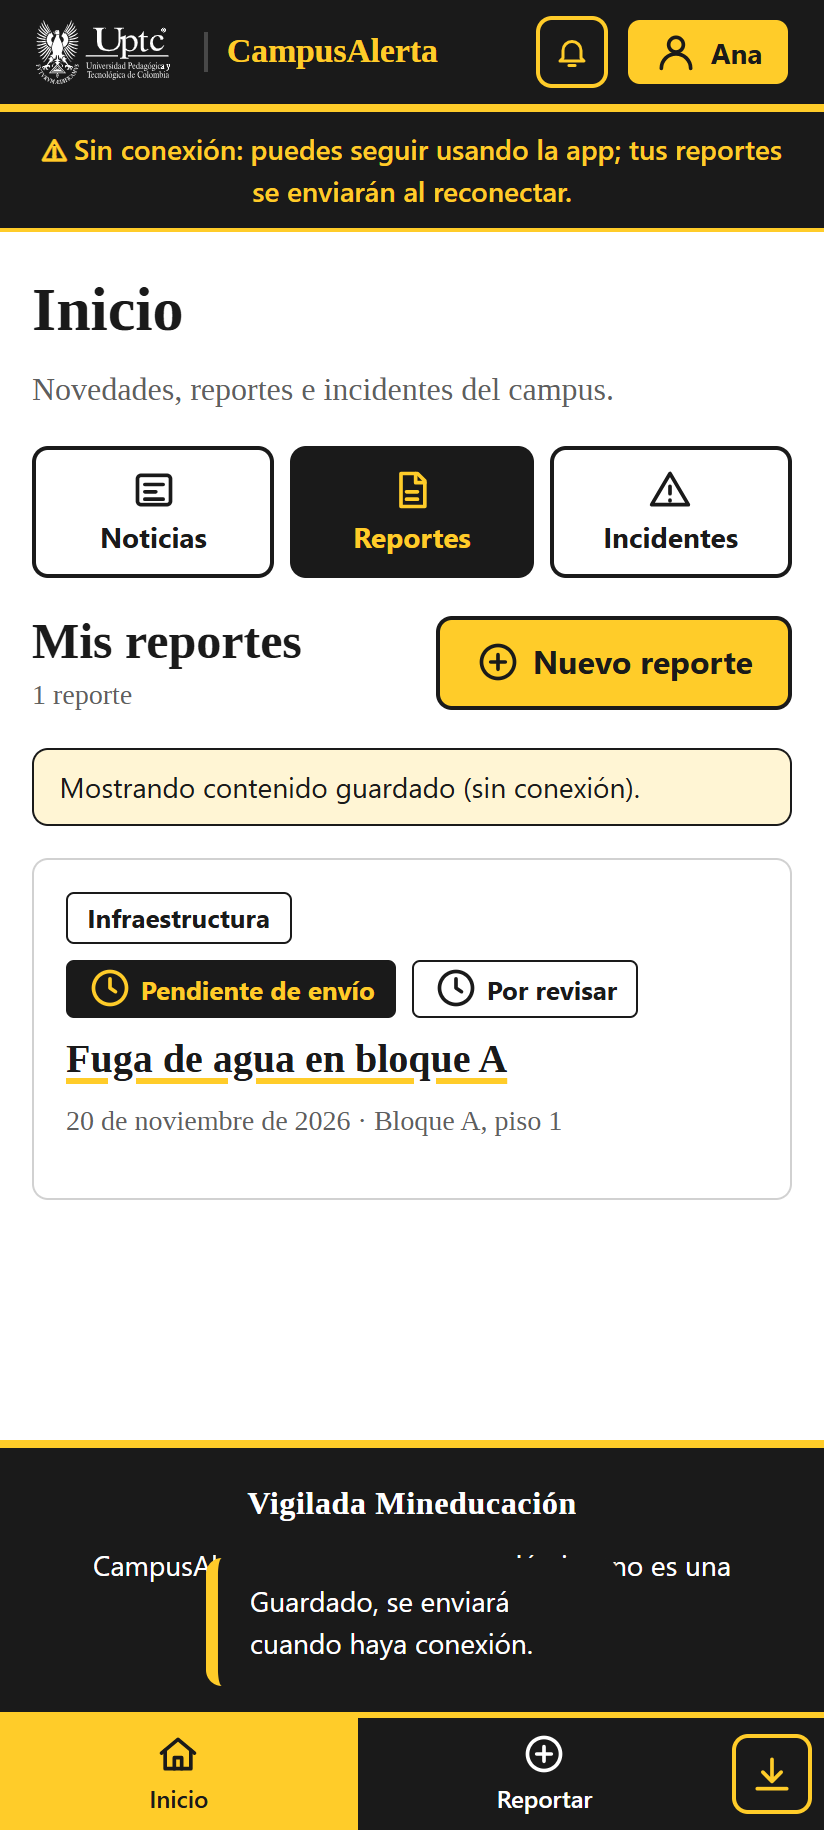 Uptc
Universidad Pedagógica y
Tecnológica de Colombia
CampusAlerta
Ana
⚠ Sin conexión: puedes seguir usando la app; tus reportes
se enviarán al reconectar.
Inicio
Novedades, reportes e incidentes del campus.
Noticias
Reportes
Incidentes
Mis reportes
1 reporte
Nuevo reporte
Mostrando contenido guardado (sin conexión).
Infraestructura
Pendiente de envío
Por revisar
Fuga de agua en bloque A
20 de noviembre de 2026 · Bloque A, piso 1
Vigilada Mineducación
no es una
Guardado, se enviará
cuando haya conexión.
Inicio
Reportar